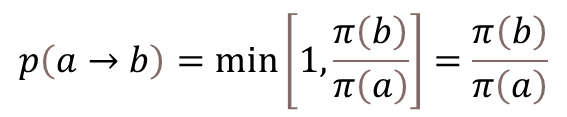 p(a → b) = min [1, π(b)/π(a)] = π(b)/π(a)